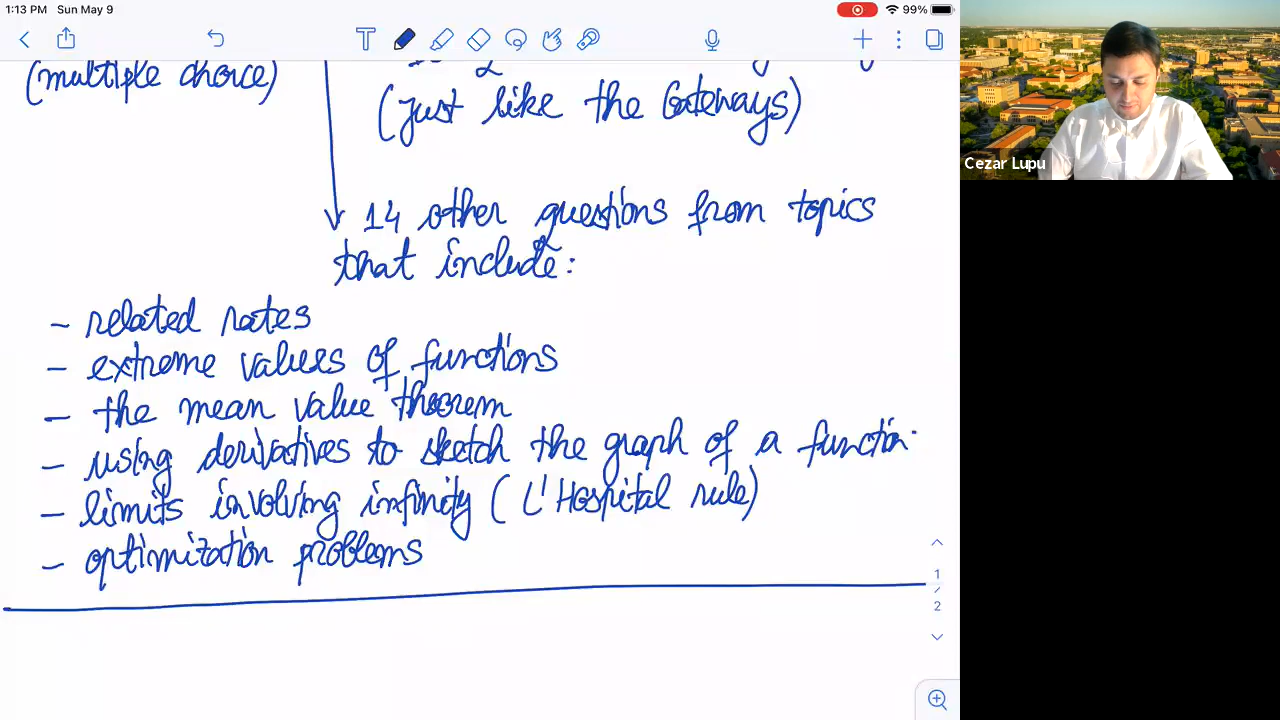 1:13 PM Sun May 9
99%
(multiple choice)
(just like the Gateways)
14 other questions from topics
that include:
- related rates
- extreme values of functions
- the mean value theorem
- using derivatives to sketch the graph of a function.
- limits involving infinity (L'Hospital rule)
- optimization problems
1
/
2
Cezar Lupu